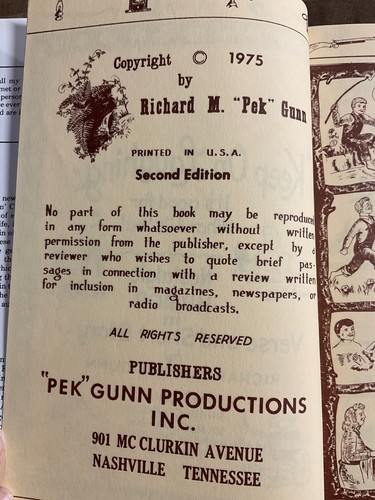 Copyright © 1975
by
Richard M. "Pek" Gunn
PRINTED IN U.S.A.
Second Edition
No part of this book may be reproduced
in any form whatsoever without written
permission from the publisher, except by a
reviewer who wishes to quote brief pas-
sages in connection with a review written
for inclusion in magazines, newspapers, or
radio broadcasts.
ALL RIGHTS RESERVED
PUBLISHERS
"PEK" GUNN PRODUCTIONS
INC.
901 MC CLURKIN AVENUE
NASHVILLE TENNESSEE